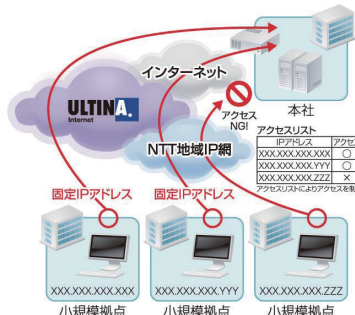 インターネット
ULTINA.
Internet
アクセス
NG!
本社
NTT地域IP網
アクセスリスト
IPアドレス
アクセ
XXX.XXX.XXX.XXX ○
XXX.XXX.XXX.YYY ○
XXX.XXX.XXX.ZZZ ×
アクセスリストによりアクセスを制
固定IPアドレス
固定IPアドレス
XXX.XXX.XXX.XXX
XXX.XXX.XXX.YYY
XXX.XXX.XXX.ZZZ
小規模拠点
小規模拠点
小規模拠点